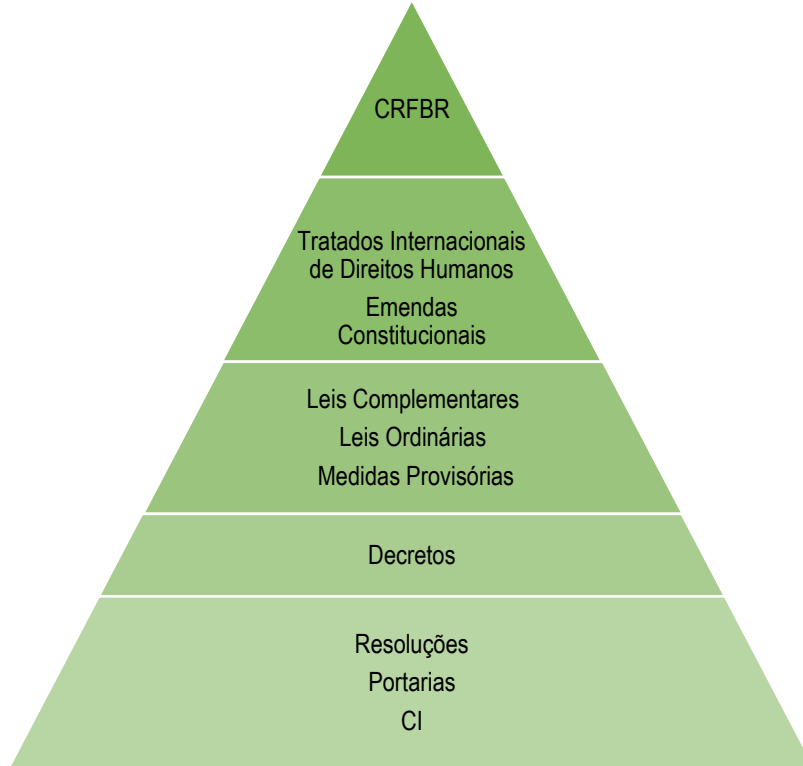 CRFBR
Tratados Internacionais
de Direitos Humanos
Emendas
Constitucionais
Leis Complementares
Leis Ordinárias
Medidas Provisórias
Decretos
Resoluções
Portarias
CI